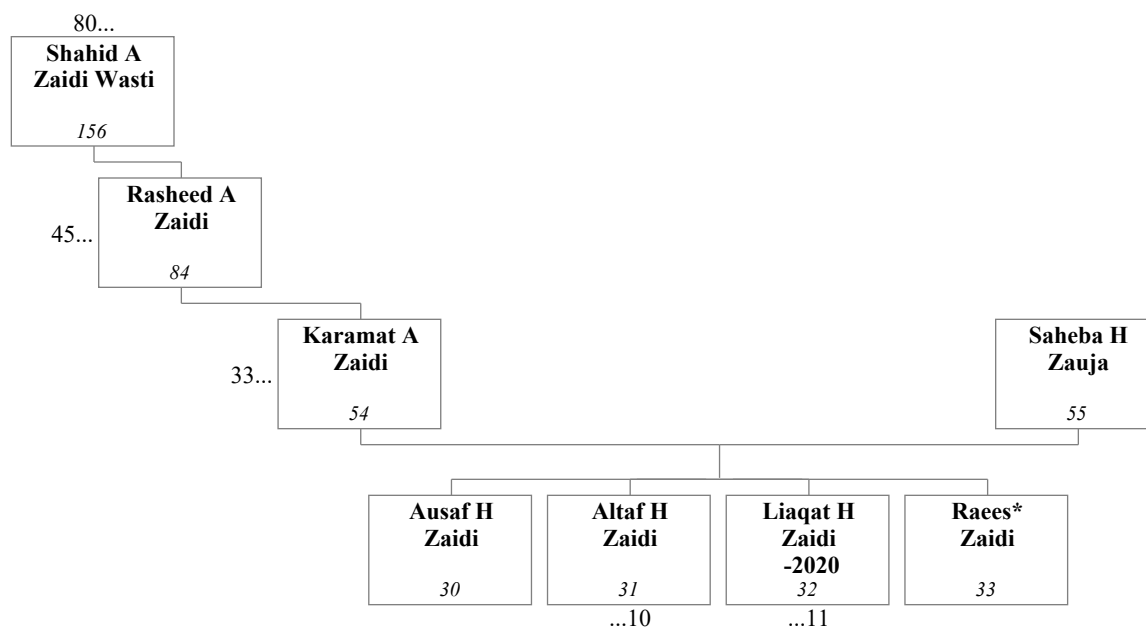 80...
Shahid A
Zaidi Wasti
156
Rasheed A
Zaidi
45...
84
Karamat A
Zaidi
33...
54
Saheba H
Zauja
55
Ausaf H
Zaidi
30
Altaf H
Zaidi
31
...10
Liaqat H
Zaidi
-2020
32
...11
Raees*
Zaidi
33